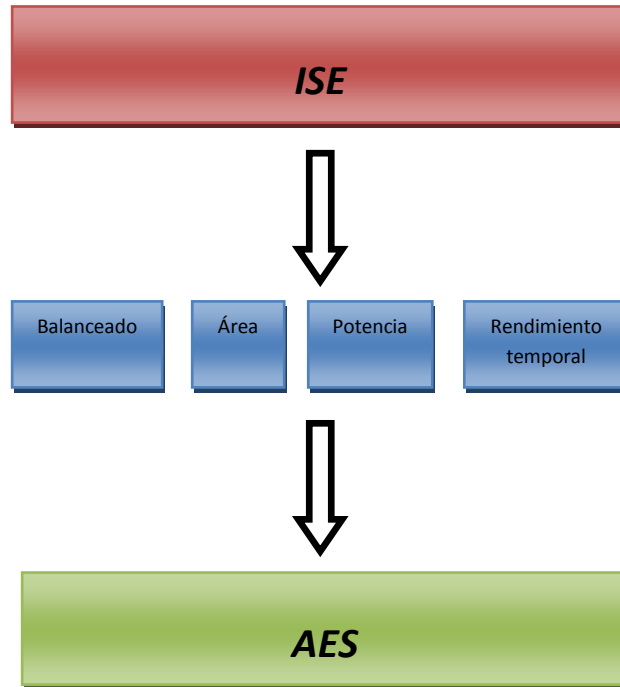 ISE
Balanceado
Área
Potencia
Rendimiento
temporal
AES